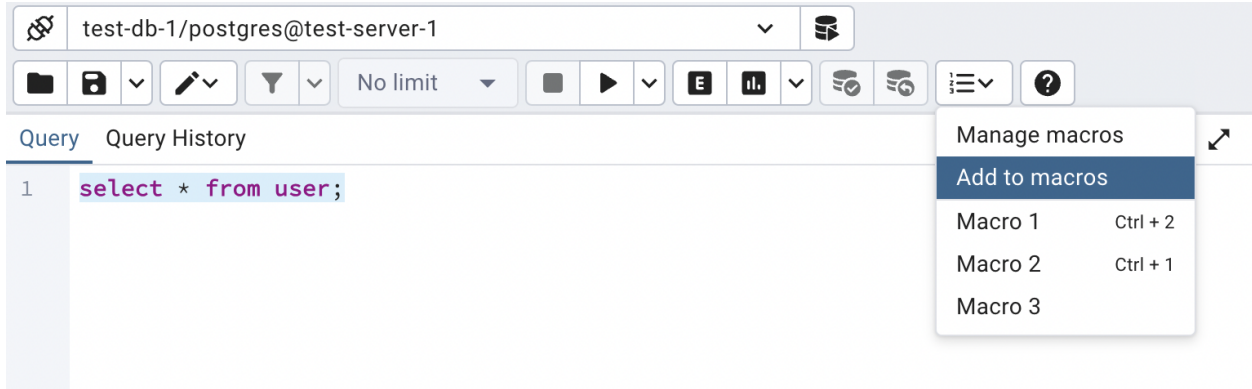 test-db-1/postgres@test-server-1
No limit
E
Query Query History
Manage macros
Add to macros
1 select * from user;
Macro 1 Ctrl + 2
Macro 2 Ctrl + 1
Macro 3